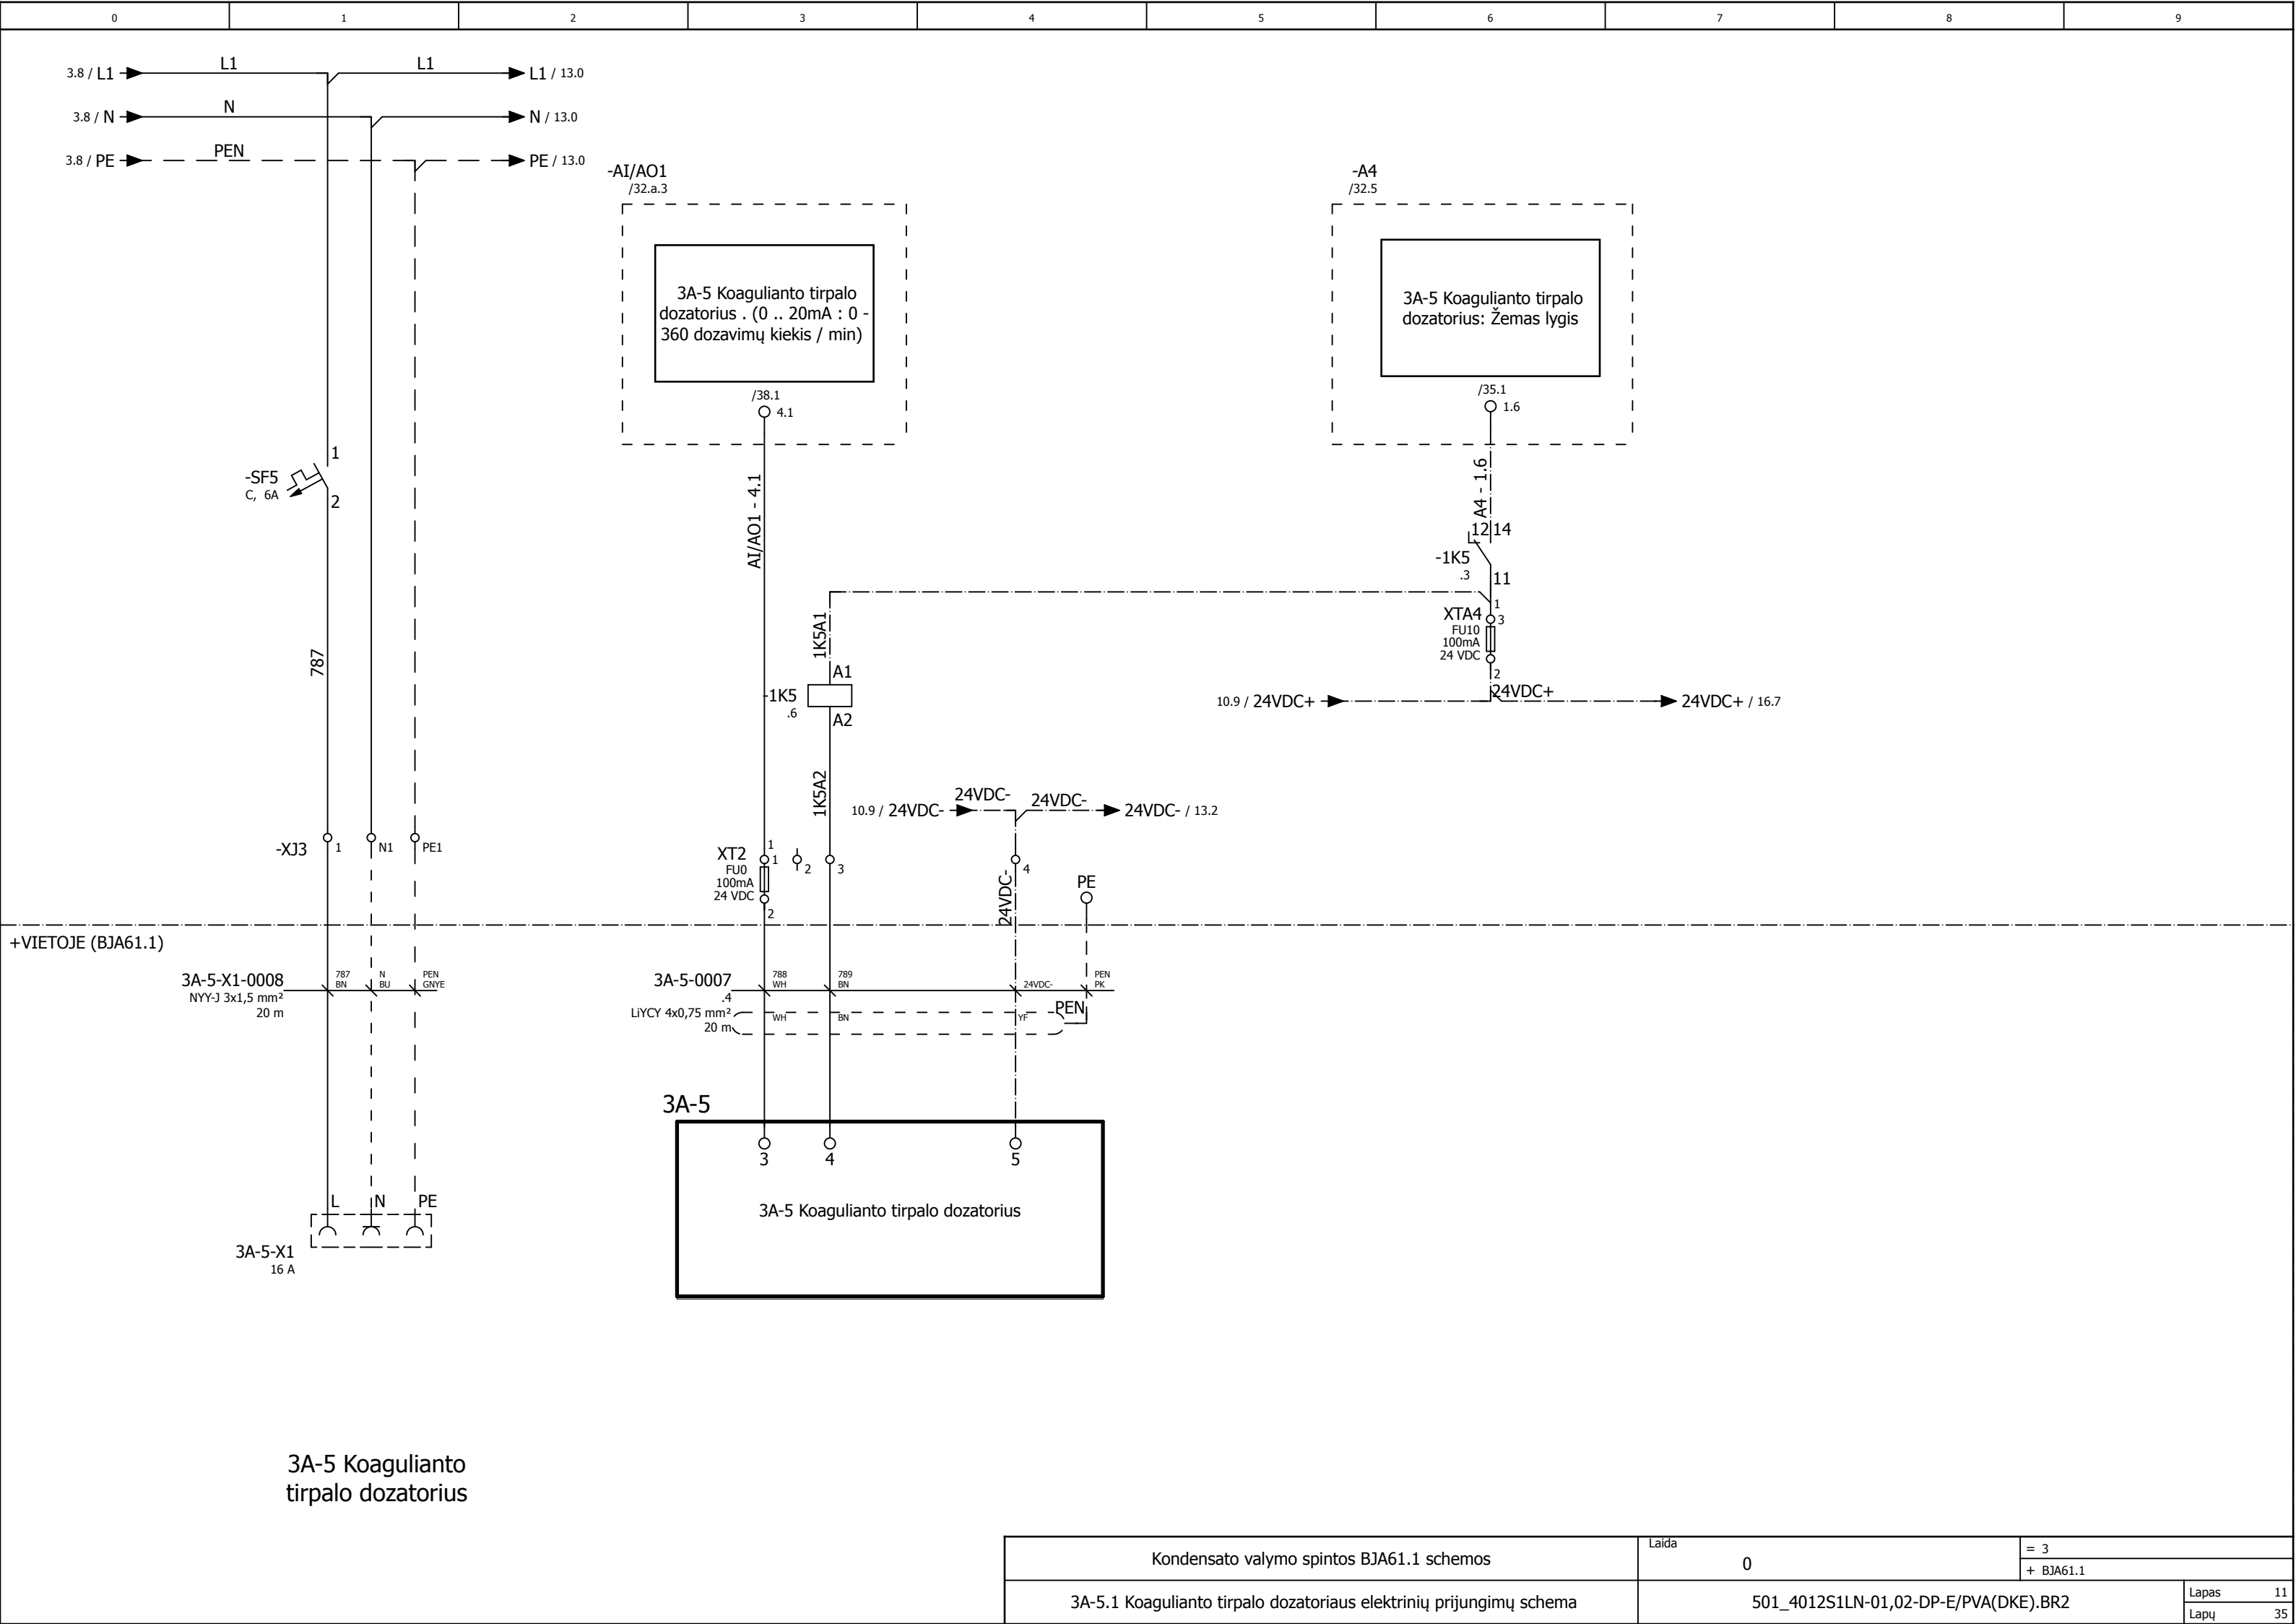 0 1 2 3 4 5 6 7 8 9
3.8 / L1 L1 L1 L1 / 13.0
3.8 / N N N / 13.0
3.8 / PE PEN PE / 13.0
-AI/AO1
/32.a.3
3A-5 Koagulianto tirpalo
dozatorius . (0 .. 20mA : 0 -
360 dozavimų kiekis / min)
/38.1
4.1
AI/AO1 - 4.1
-A4
/32.5
3A-5 Koagulianto tirpalo
dozatorius: Žemas lygis
/35.1
1.6
A4 - 1.6
12 14
-1K5
.3
11
1
XTA4 3
FU10
100mA
24 VDC
2
24VDC+
10.9 / 24VDC+ 24VDC+ / 16.7
1
-SF5
C, 6A
2
787
1K5A1
A1
-1K5
.6
A2
1K5A2
24VDC- 24VDC-
10.9 / 24VDC- 24VDC- / 13.2
-XJ3 1 N1 PE1
1
XT2 1 2 3 4
FU0
100mA
24 VDC
2
24VDC-
PE
+VIETOJE (BJA61.1)
3A-5-X1-0008
NYY-J 3x1,5 mm²
20 m
787 N PEN
BN BU GNYE
3A-5-0007
.4
LiYCY 4x0,75 mm²
20 m
788 789 PEN
WH BN 24VDC- PK
PEN
WH BN YF
3A-5
3 4 5
3A-5 Koagulianto tirpalo dozatorius
L N PE
3A-5-X1
16 A
3A-5 Koagulianto
tirpalo dozatorius
Kondensato valymo spintos BJA61.1 schemos
Laida
0
= 3
+ BJA61.1
3A-5.1 Koagulianto tirpalo dozatoriaus elektrinių prijungimų schema
501_4012S1LN-01,02-DP-E/PVA(DKE).BR2
Lapas 11
Lapų 35